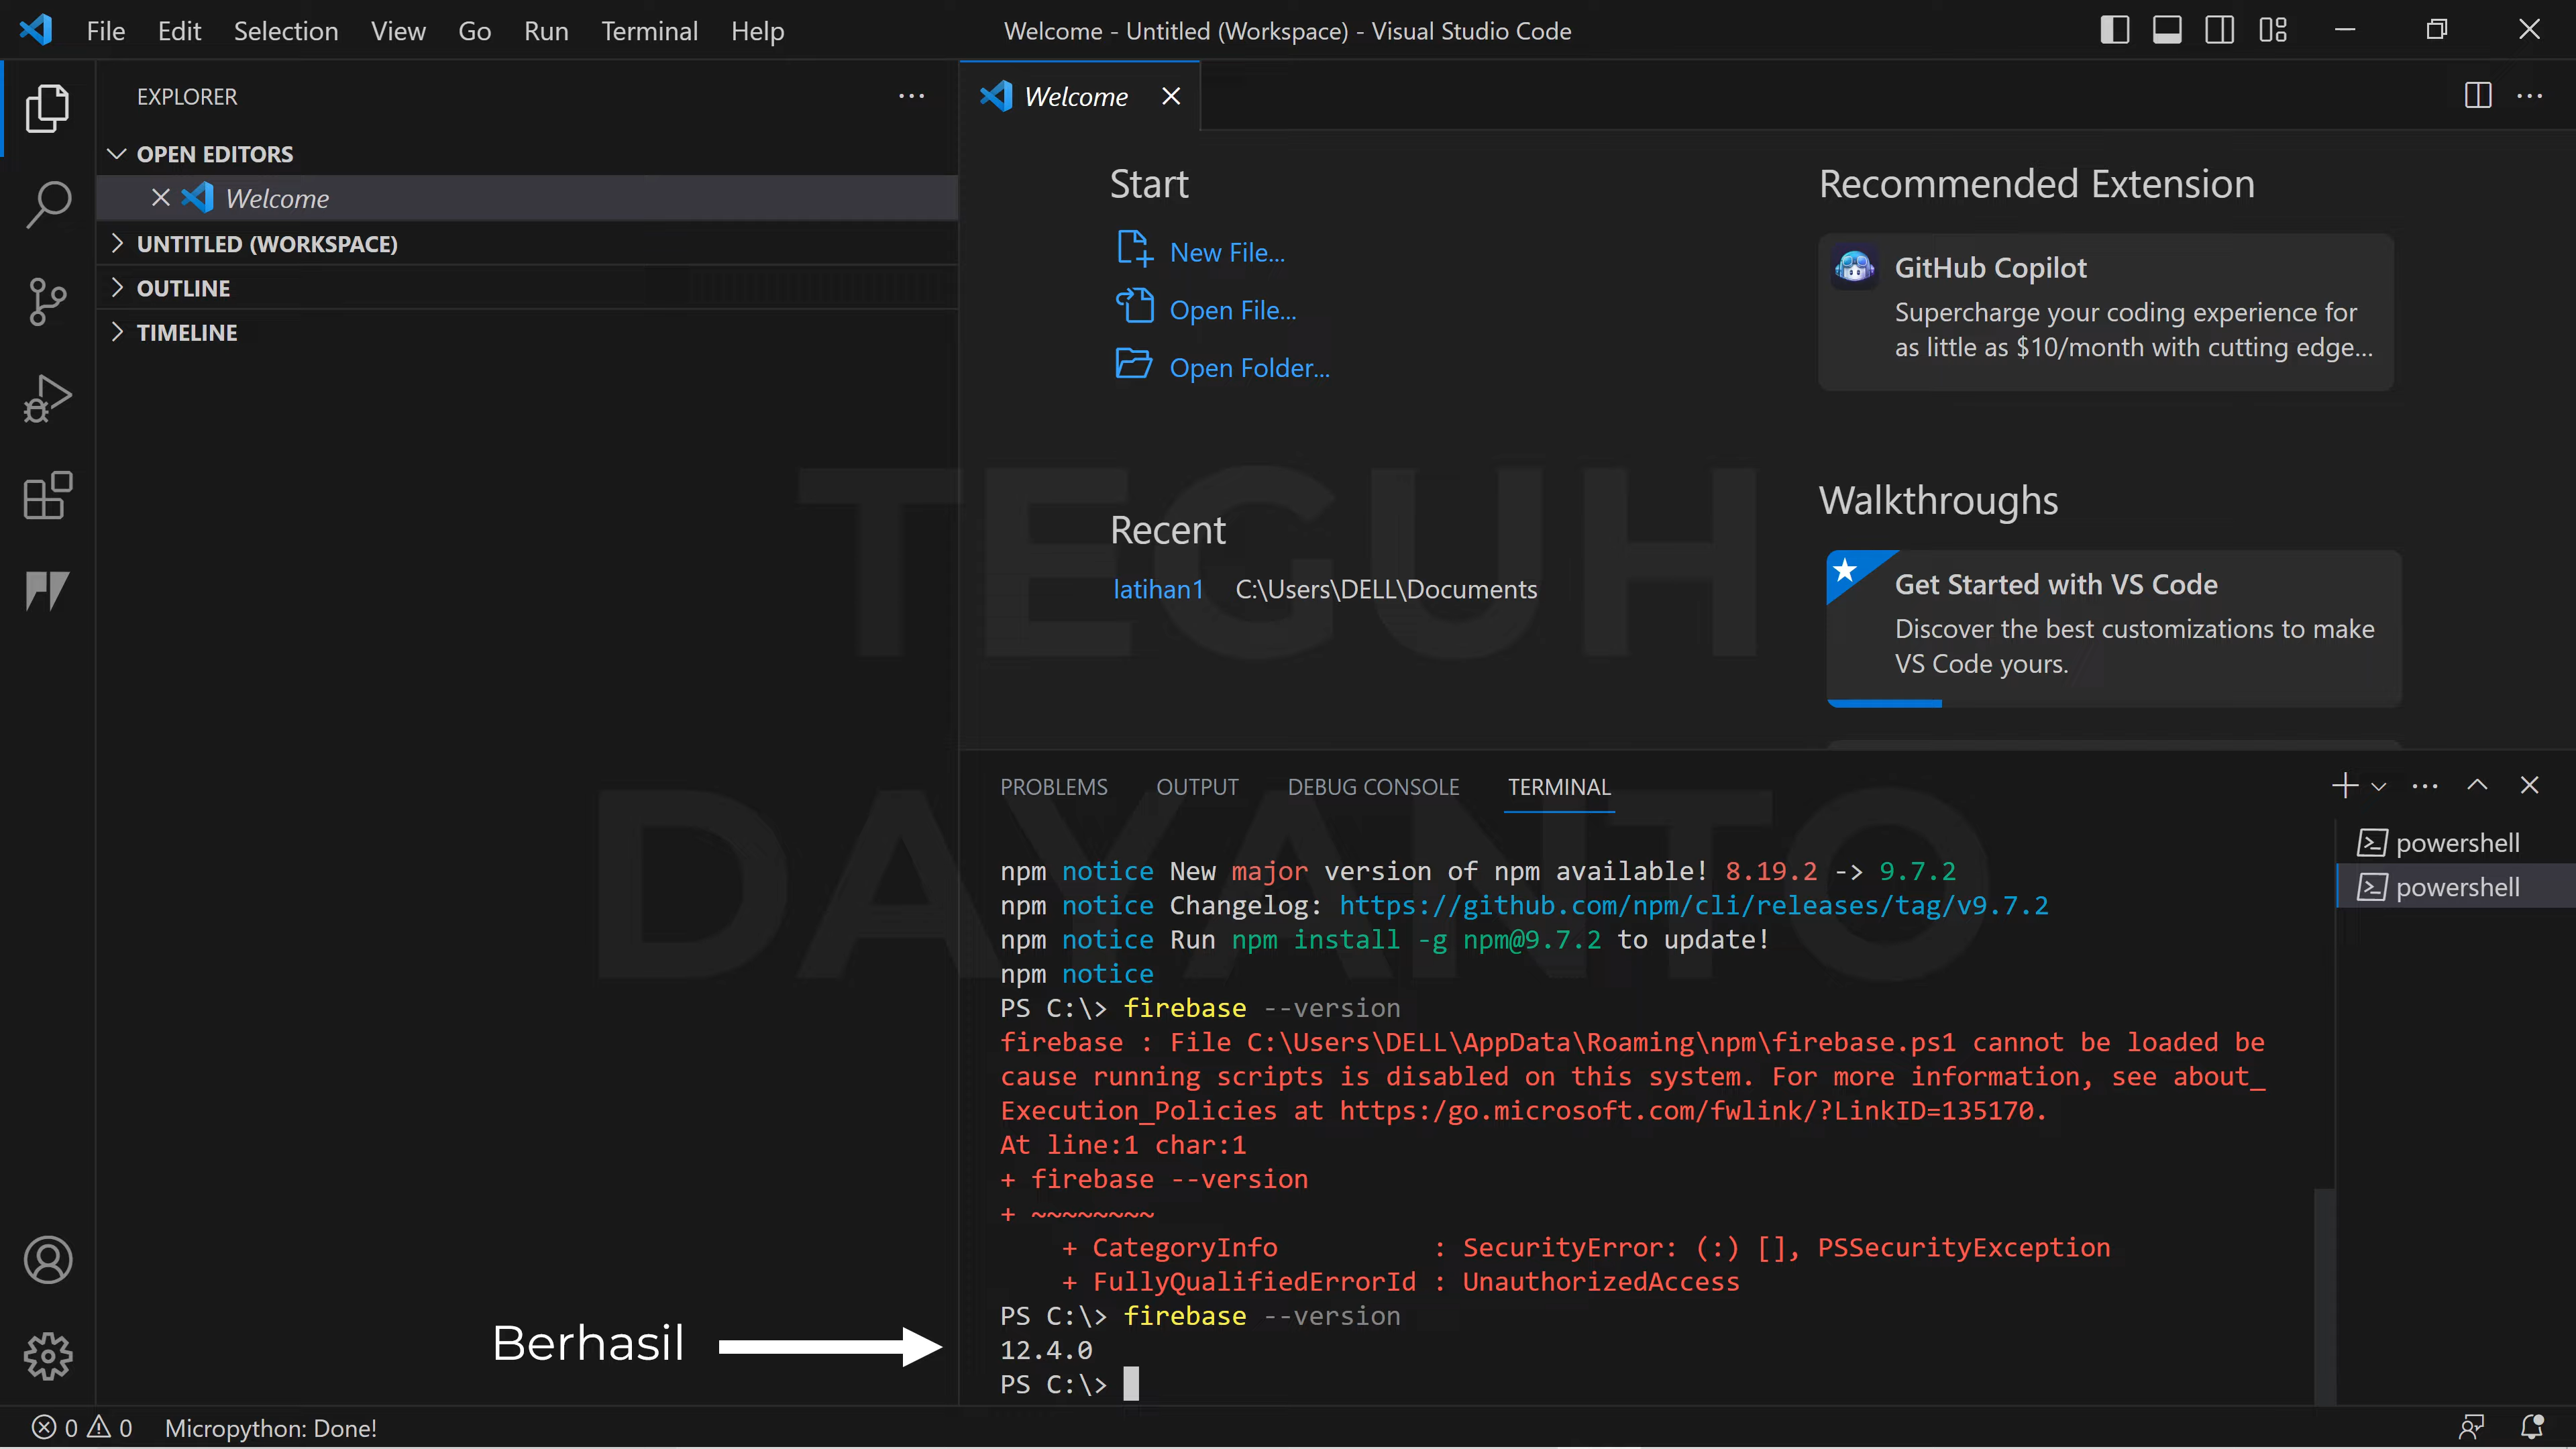 File Edit Selection View Go Run Terminal Help
Welcome - Untitled (Workspace) - Visual Studio Code
EXPLORER
OPEN EDITORS
Welcome
UNTITLED (WORKSPACE)
OUTLINE
TIMELINE
Welcome
Start
New File...
Open File...
Open Folder...
Recent
latihan1 C:\Users\DELL\Documents
Recommended Extension
GitHub Copilot
Supercharge your coding experience for
as little as $10/month with cutting edge...
Walkthroughs
Get Started with VS Code
Discover the best customizations to make
VS Code yours.
TEGUH
DAYANTO
PROBLEMS OUTPUT DEBUG CONSOLE TERMINAL
powershell
powershell
npm notice New major version of npm available! 8.19.2 -> 9.7.2
npm notice Changelog: https://github.com/npm/cli/releases/tag/v9.7.2
npm notice Run npm install -g npm@9.7.2 to update!
npm notice
PS C:\> firebase --version
firebase : File C:\Users\DELL\AppData\Roaming\npm\firebase.ps1 cannot be loaded be
cause running scripts is disabled on this system. For more information, see about_
Execution_Policies at https:/go.microsoft.com/fwlink/?LinkID=135170.
At line:1 char:1
+ firebase --version
+ ~~~~~~~~
    + CategoryInfo          : SecurityError: (:) [], PSSecurityException
    + FullyQualifiedErrorId : UnauthorizedAccess
PS C:\> firebase --version
12.4.0
PS C:\>
Berhasil
0 0 Micropython: Done!